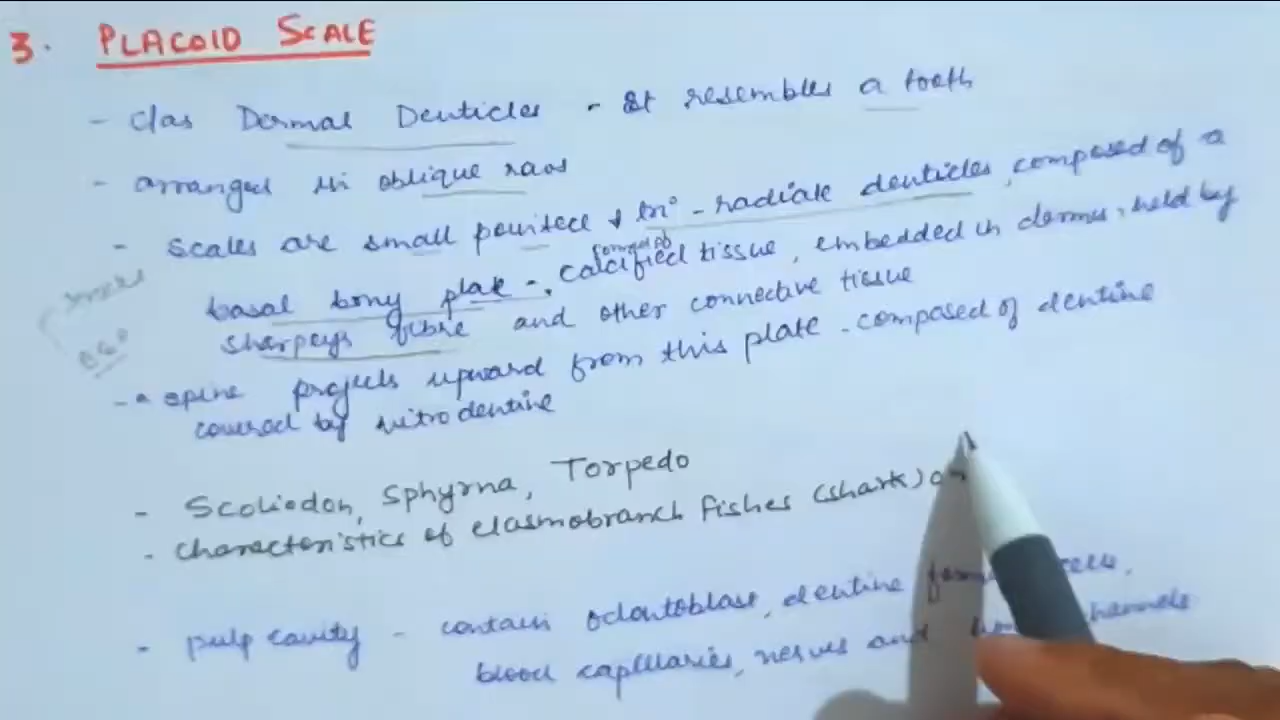 3. PLACOID SCALE
- Clas Dermal Denticles - It resembles a tooth
- arranged in oblique rows
- scales are small pointed & tri - radiate denticles, composed of a
basal bony plate -, calcified tissue, embedded in dermis, held by
sharpeys fibre and other connective tissue
- a spine projects upward from this plate - composed of dentine
covered by vitrodentine
- Scoliodon, Sphyrna, Torpedo
- characteristics of elasmobranch fishes (shark)
- pulp cavity - contain odontoblast, dentine cells,
blood capillaries, nerves and channels